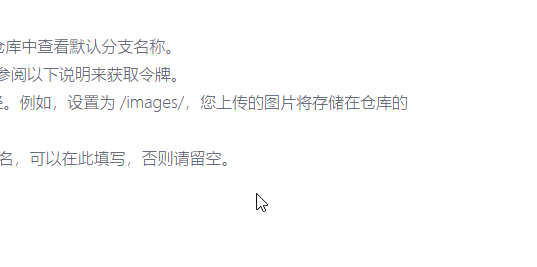 仓库中查看默认分支名称。
参阅以下说明来获取令牌。
。例如，设置为 /images/，您上传的图片将存储在仓库的
名，可以在此填写，否则请留空。